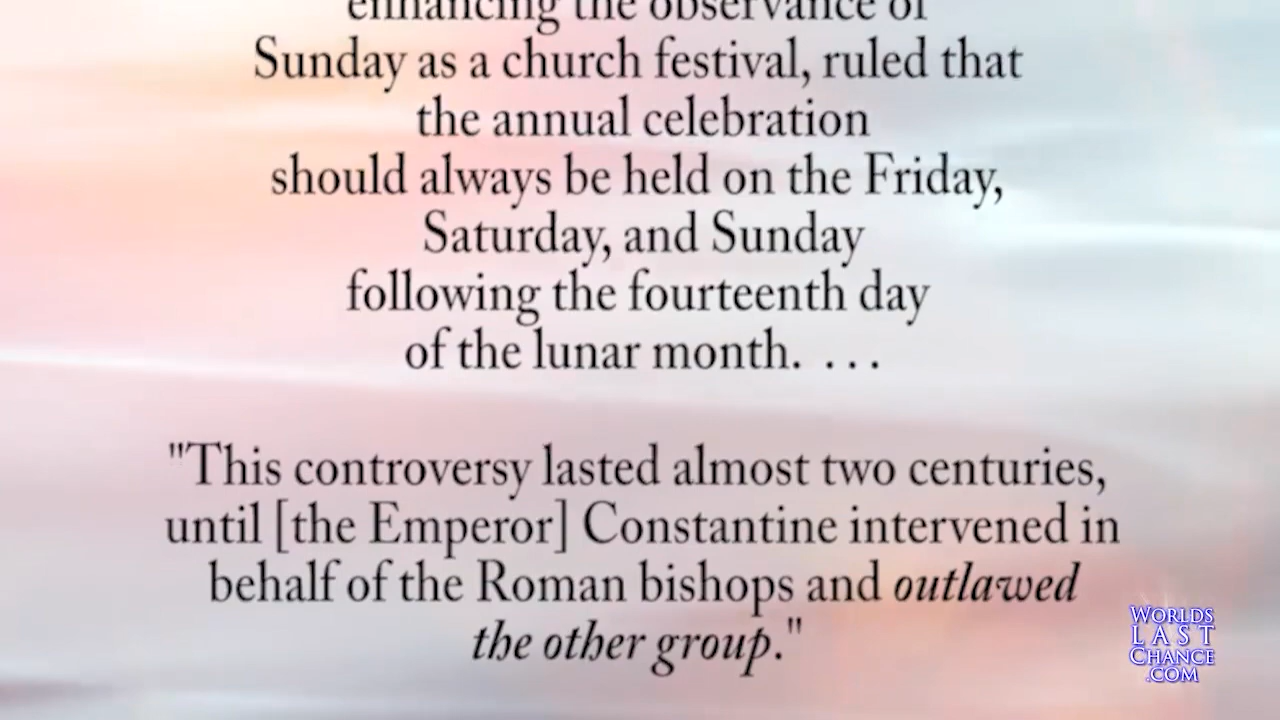 enhancing the observance of
Sunday as a church festival, ruled that
the annual celebration
should always be held on the Friday,
Saturday, and Sunday
following the fourteenth day
of the lunar month. . . .
"This controversy lasted almost two centuries,
until [the Emperor] Constantine intervened in
behalf of the Roman bishops and outlawed
the other group."
WORLDS
LAST
CHANCE
.COM